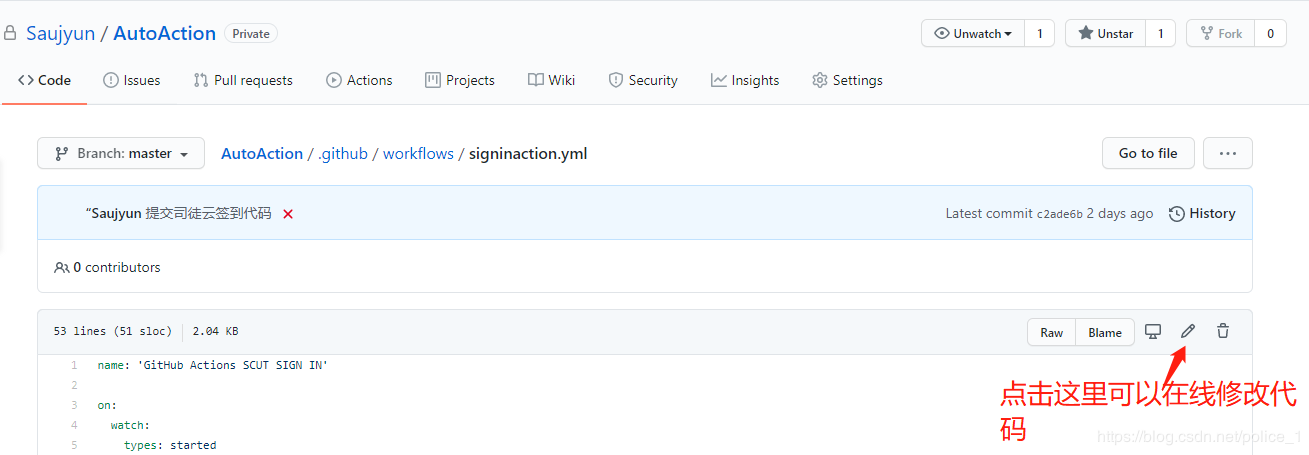 Saujyun / AutoAction Private Unwatch 1 Unstar 1 Fork 0
Code Issues Pull requests Actions Projects Wiki Security Insights Settings
Branch: master AutoAction / .github / workflows / signinaction.yml Go to file ...
“Saujyun 提交司徒云签到代码 Latest commit c2ade6b 2 days ago History
0 contributors
53 lines (51 sloc) 2.04 KB Raw Blame
1 name: 'GitHub Actions SCUT SIGN IN'
2
3 on:
4 watch:
5 types: started
点击这里可以在线修改代
码
https://blog.csdn.net/police_1